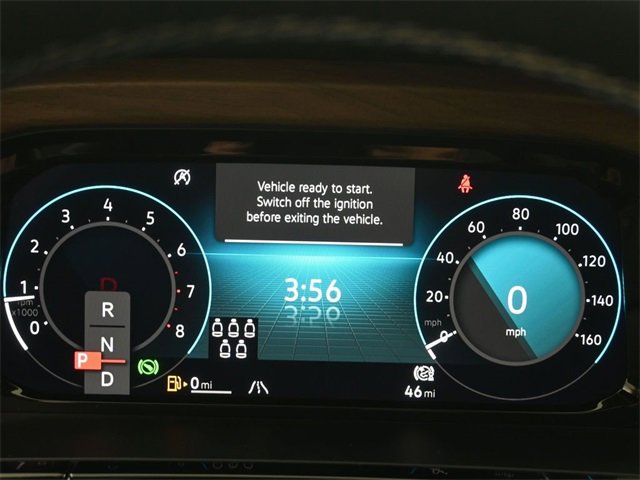 Vehicle ready to start.
Switch off the ignition
before exiting the vehicle.
0 1 2 3 4 5 6 7 8
x1000
R
N
P
D
3:56
0 mi
0 20 40 60 80 100 120 140 160
mph
0
mph
46 mi